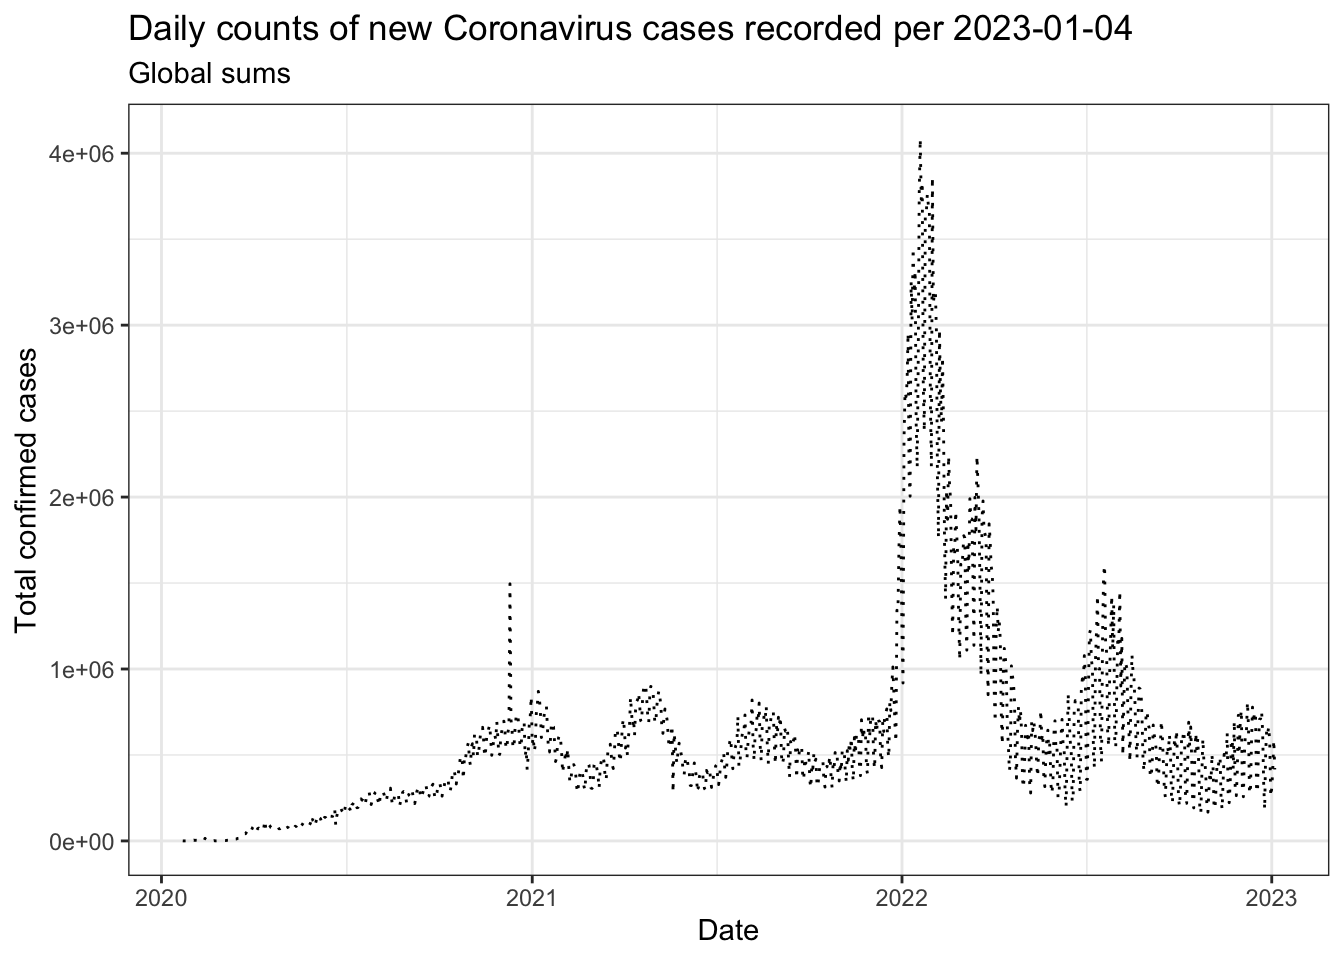 Daily counts of new Coronavirus cases recorded per 2023-01-04
Global sums
4e+06
3e+06
2e+06
1e+06
0e+00
Total confirmed cases
2020
2021
2022
2023
Date